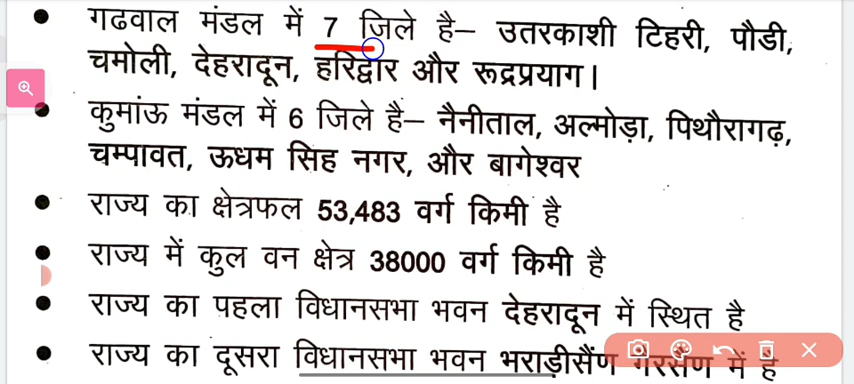 • गढवाल मंडल में 7 जिले है– उतरकाशी टिहरी, पौडी,
चमोली, देहरादून, हरिद्वार और रूद्रप्रयाग।
• कुमांऊ मंडल में 6 जिले है– नैनीताल, अल्मोड़ा, पिथौरागढ़,
चम्पावत, ऊधम सिंह नगर, और बागेश्वर
• राज्य का क्षेत्रफल 53,483 वर्ग किमी है
• राज्य में कुल वन क्षेत्र 38000 वर्ग किमी है
• राज्य का पहला विधानसभा भवन देहरादून में स्थित है
• राज्य का दूसरा विधानसभा भवन भराड़ीसैंण गैरसैंण में है